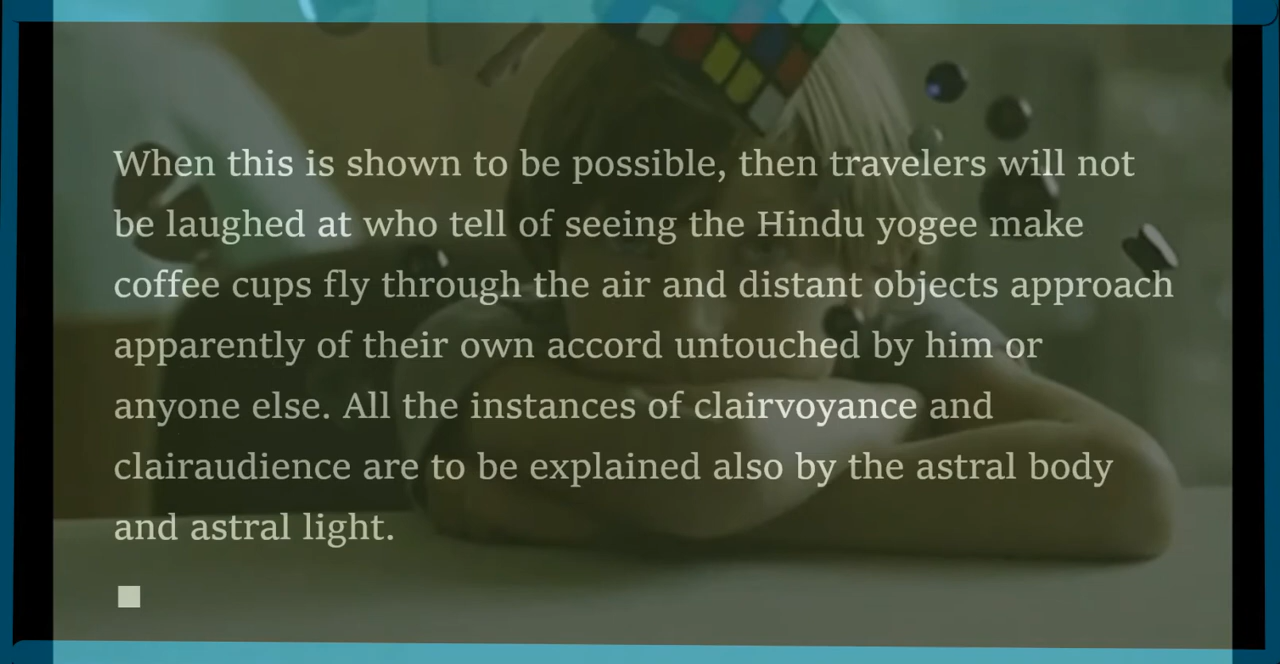 When this is shown to be possible, then travelers will not
be laughed at who tell of seeing the Hindu yogee make
coffee cups fly through the air and distant objects approach
apparently of their own accord untouched by him or
anyone else. All the instances of clairvoyance and
clairaudience are to be explained also by the astral body
and astral light.